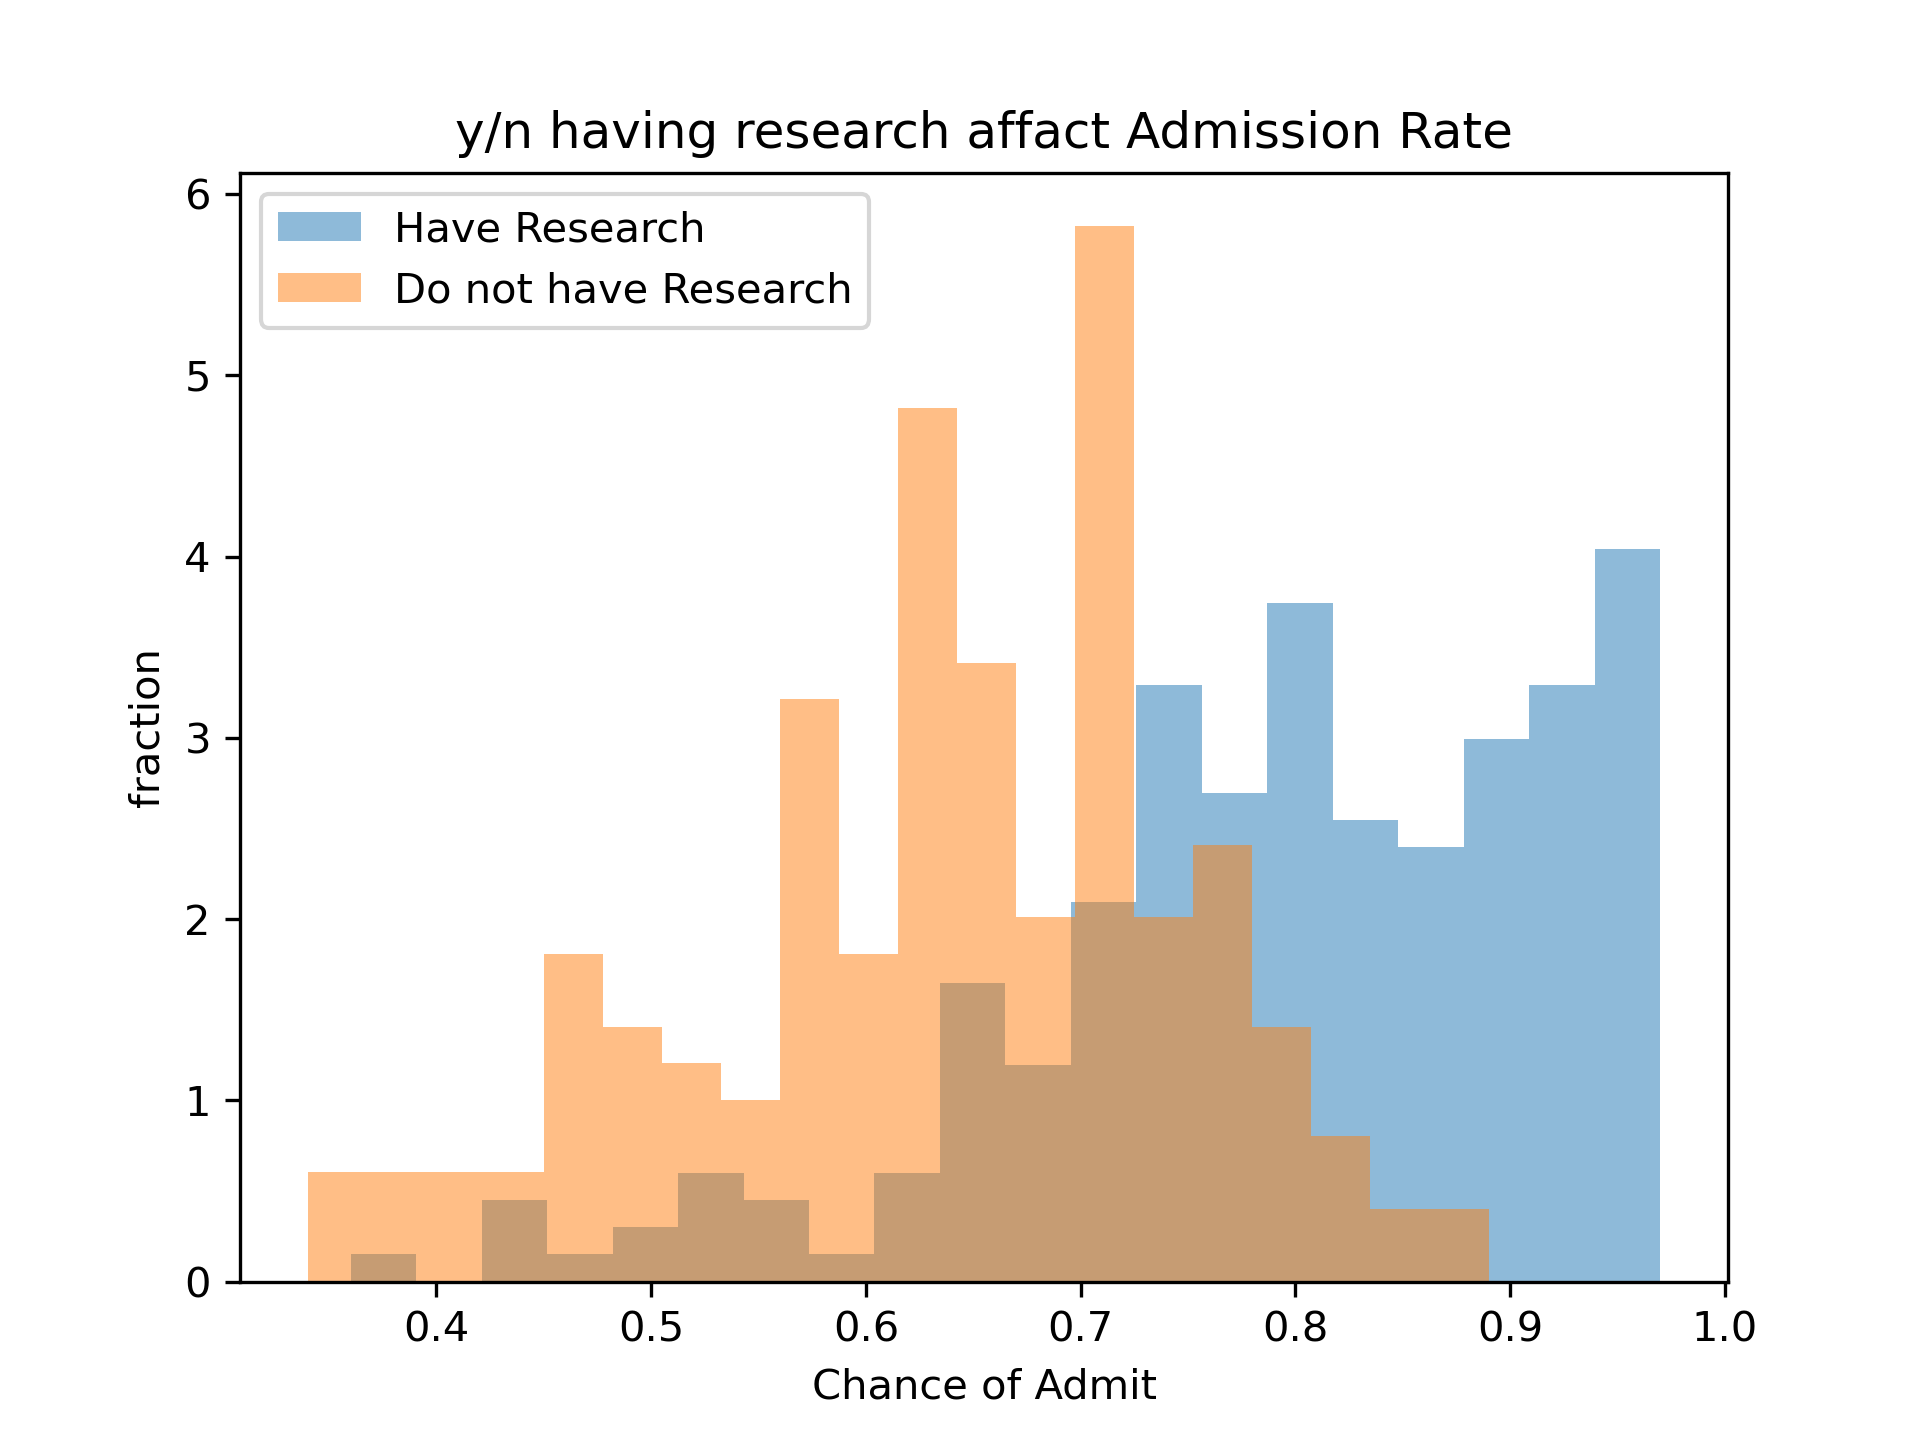 y/n having research affact Admission Rate
Have Research
Do not have Research
6
5
4
3
2
1
0
fraction
0.4 0.5 0.6 0.7 0.8 0.9 1.0
Chance of Admit